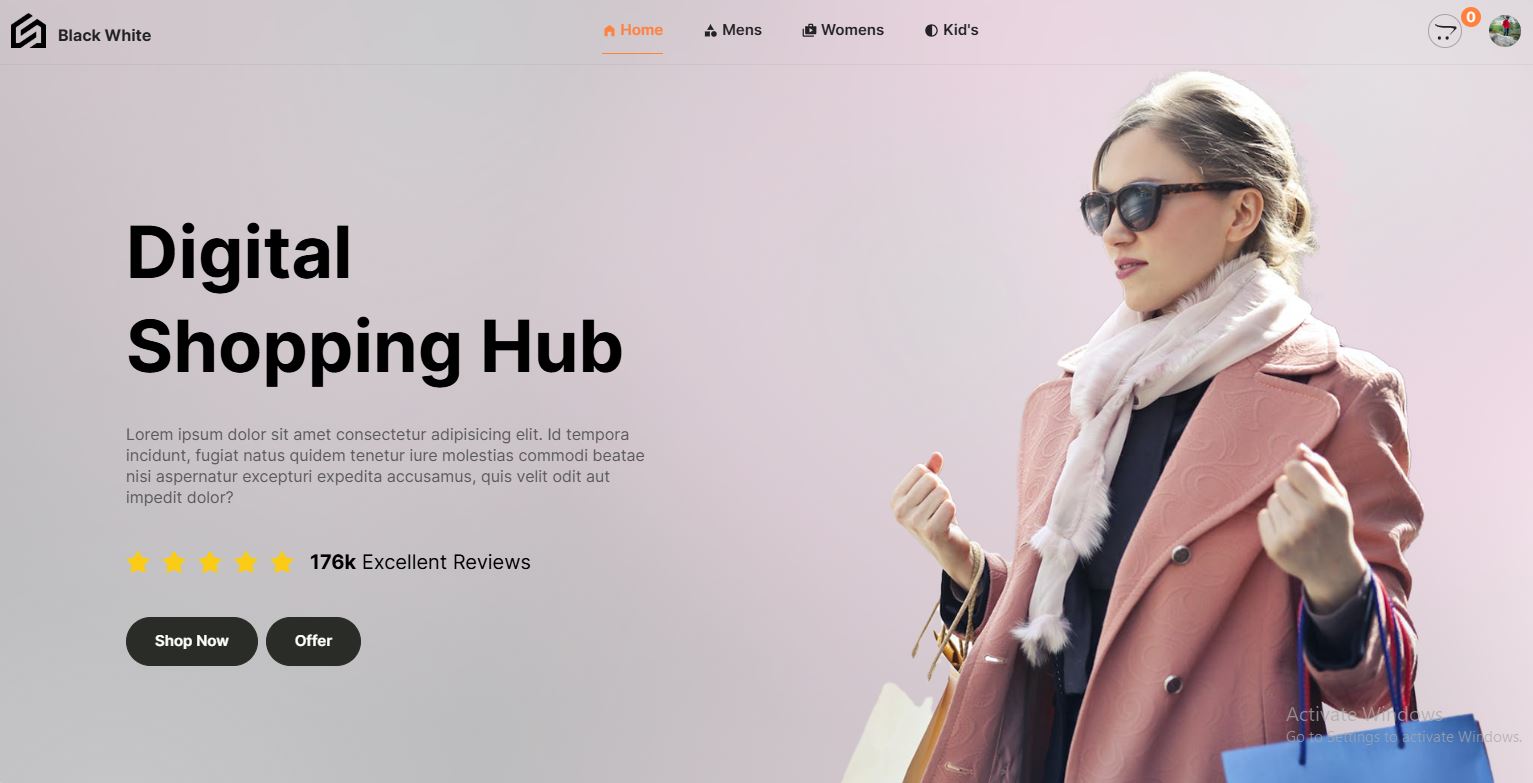 Black White
Home
Mens
Womens
Kid's
0
Digital
Shopping Hub
Lorem ipsum dolor sit amet consectetur adipisicing elit. Id tempora
incidunt, fugiat natus quidem tenetur iure molestias commodi beatae
nisi aspernatur excepturi expedita accusamus, quis velit odit aut
impedit dolor?
176k Excellent Reviews
Shop Now
Offer
Activate Windows
Go to Settings to activate Windows.